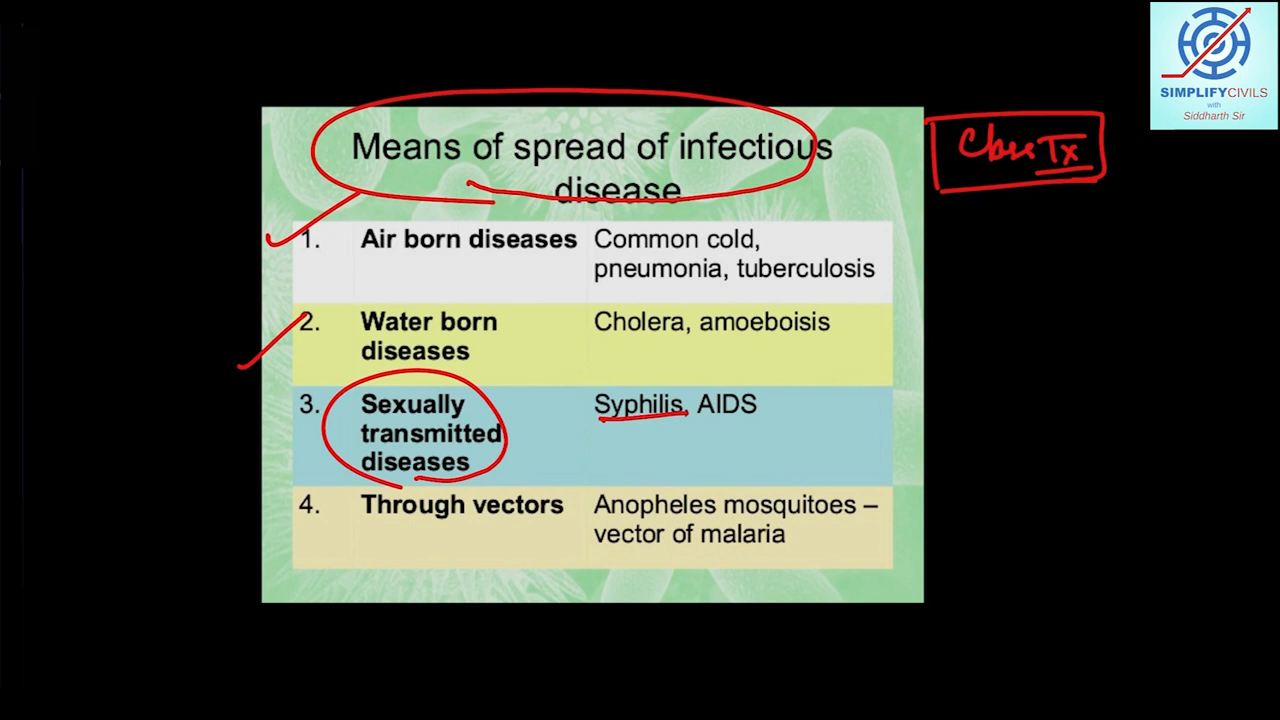 SIMPLIFYCIVILS
with
Siddharth Sir
Means of spread of infectious
disease
Class IX
1. Air born diseases Common cold,
pneumonia, tuberculosis
2. Water born Cholera, amoeboisis
diseases
3. Sexually Syphilis, AIDS
transmitted
diseases
4. Through vectors Anopheles mosquitoes –
vector of malaria